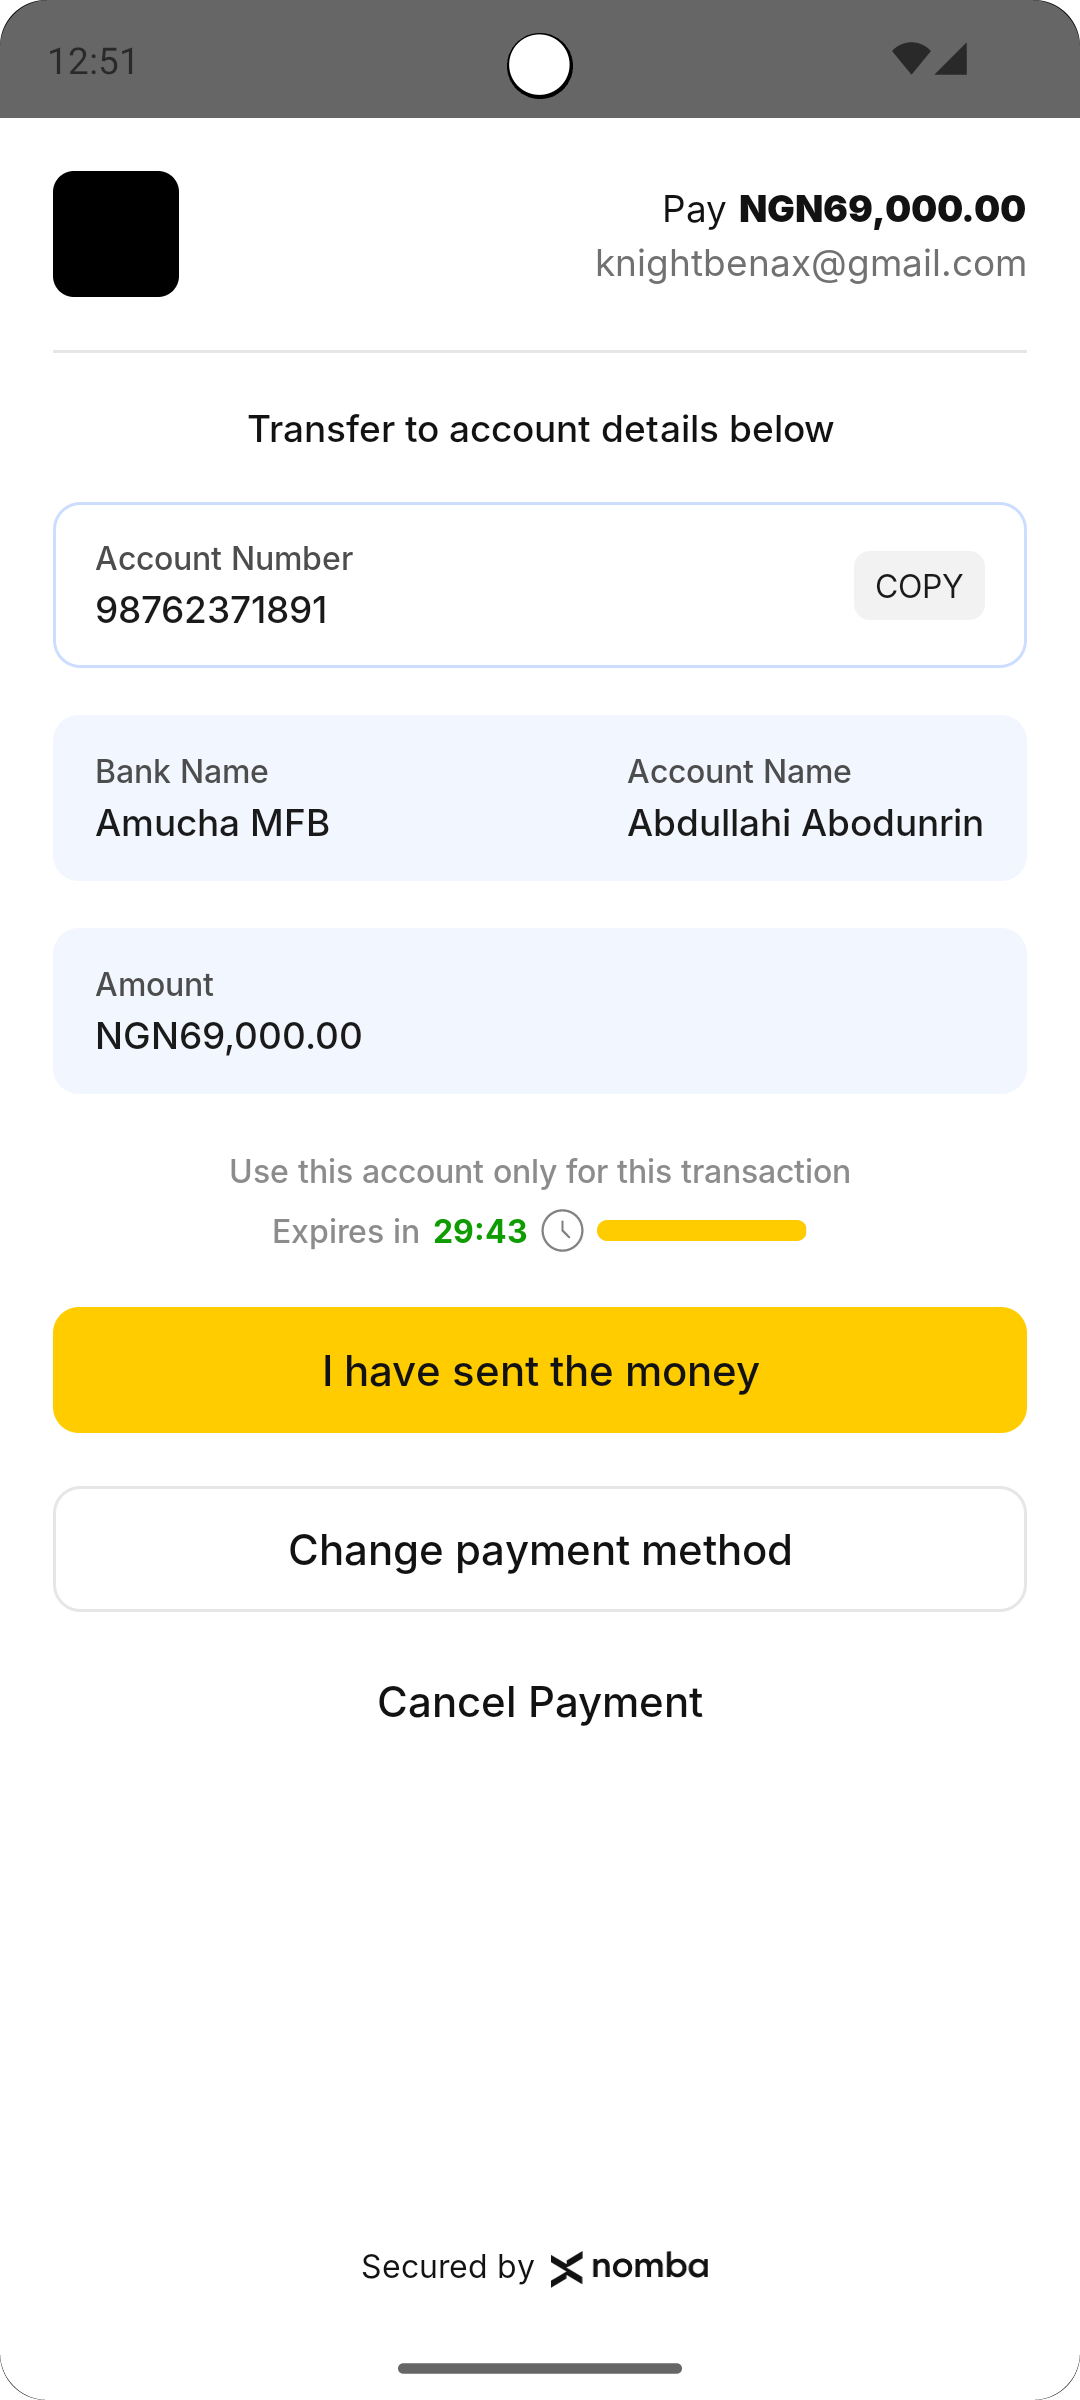 12:51
Pay NGN69,000.00
knightbenax@gmail.com
Transfer to account details below
Account Number
98762371891
COPY
Bank Name
Amucha MFB
Account Name
Abdullahi Abodunrin
Amount
NGN69,000.00
Use this account only for this transaction
Expires in 29:43
I have sent the money
Change payment method
Cancel Payment
Secured by nomba